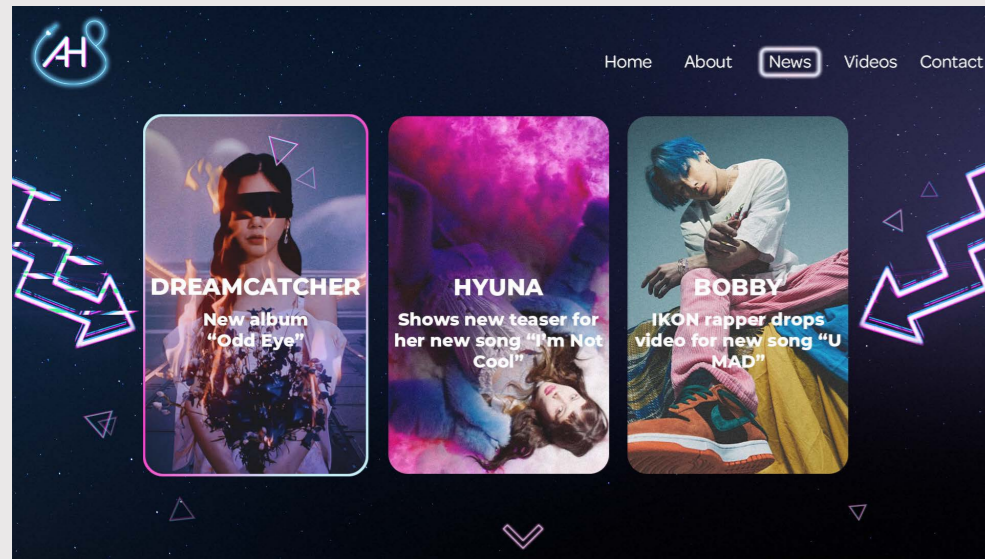 AH
Home About News Videos Contact
DREAMCATCHER
New album
“Odd Eye”
HYUNA
Shows new teaser for
her new song “I’m Not
Cool”
BOBBY
IKON rapper drops
video for new song “U
MAD”